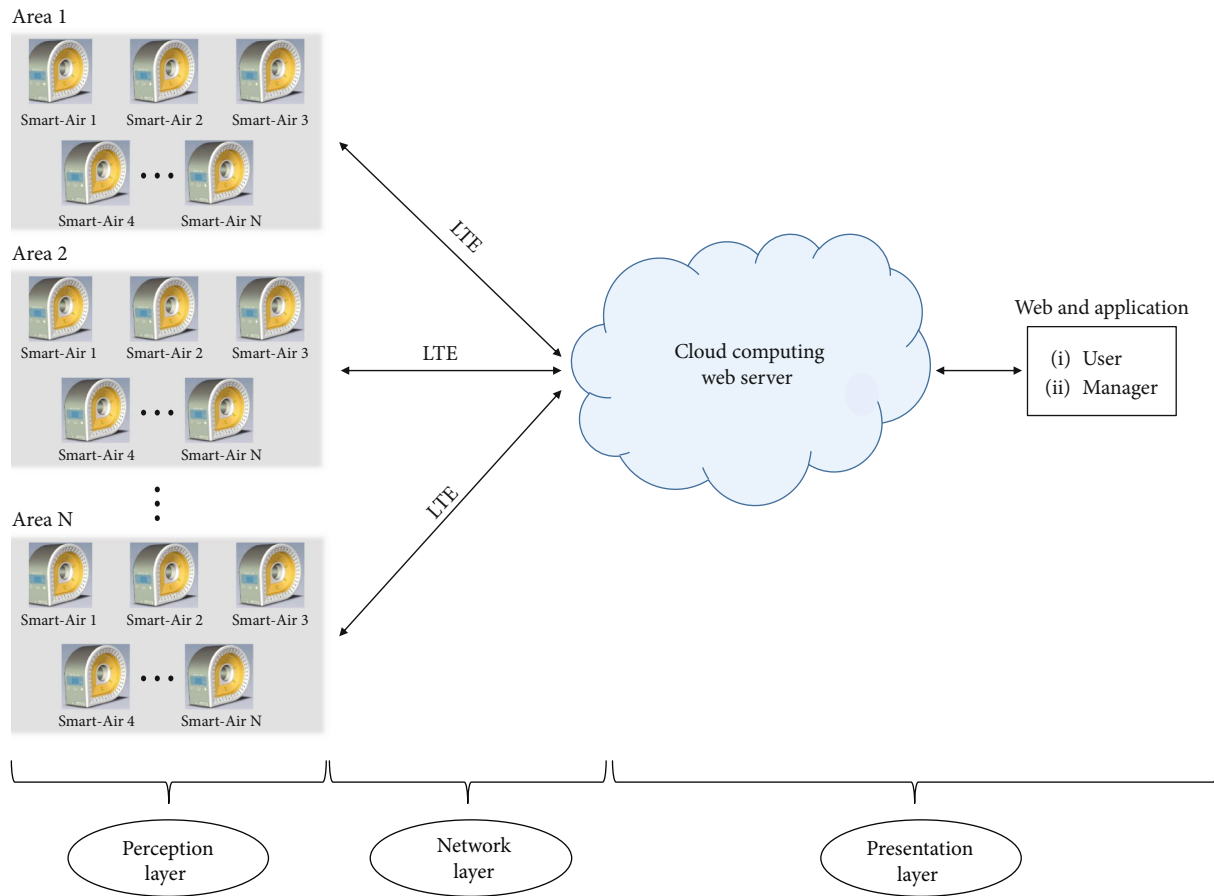 Area 1
Smart-Air 1 Smart-Air 2 Smart-Air 3
Smart-Air 4 Smart-Air N
Area 2
Smart-Air 1 Smart-Air 2 Smart-Air 3
Smart-Air 4 Smart-Air N
Area N
Smart-Air 1 Smart-Air 2 Smart-Air 3
Smart-Air 4 Smart-Air N
LTE
LTE
LTE
Cloud computing
web server
Web and application
(i) User
(ii) Manager
Perception
layer
Network
layer
Presentation
layer